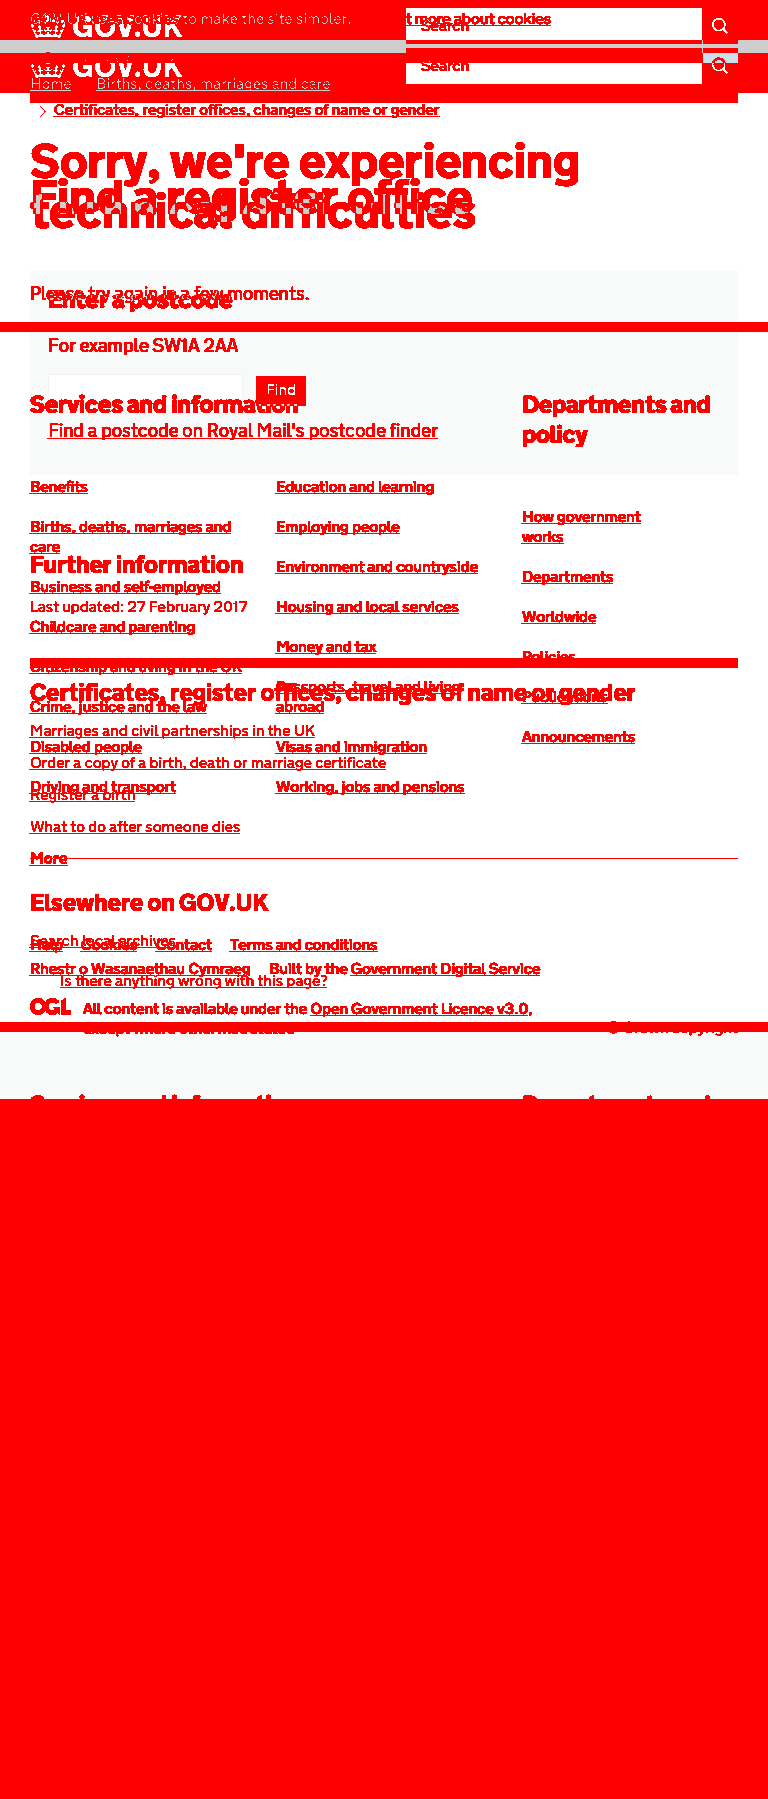 GOV.UK uses cookies to make the site simpler. more about cookies
GOV.UK
Search
GOV.UK
Search
Home Births, deaths, marriages and care
Certificates, register offices, changes of name or gender
Sorry, we're experiencing
Find a register office
technical difficulties
Please try again in a few moments.
Enter a postcode
For example SW1A 2AA
Find
Services and information
Departments and
policy
Find a postcode on Royal Mail's postcode finder
Benefits
Education and learning
How government
works
Births, deaths, marriages and
care
Employing people
Further information
Environment and countryside
Departments
Business and self-employed
Last updated: 27 February 2017
Housing and local services
Worldwide
Childcare and parenting
Money and tax
Policies
Citizenship and living in the UK
Certificates, register offices, changes of name or gender
Passports, travel and living
abroad
Crime, justice and the law
Marriages and civil partnerships in the UK
Announcements
Disabled people
Visas and immigration
Order a copy of a birth, death or marriage certificate
Driving and transport
Working, jobs and pensions
Register a birth
What to do after someone dies
More
Elsewhere on GOV.UK
Search local archives
Help Cookies Contact Terms and conditions
Rhestr o Wasanaethau Cymraeg Built by the Government Digital Service
Is there anything wrong with this page?
OGL All content is available under the Open Government Licence v3.0,
except where otherwise stated
© Crown copyright